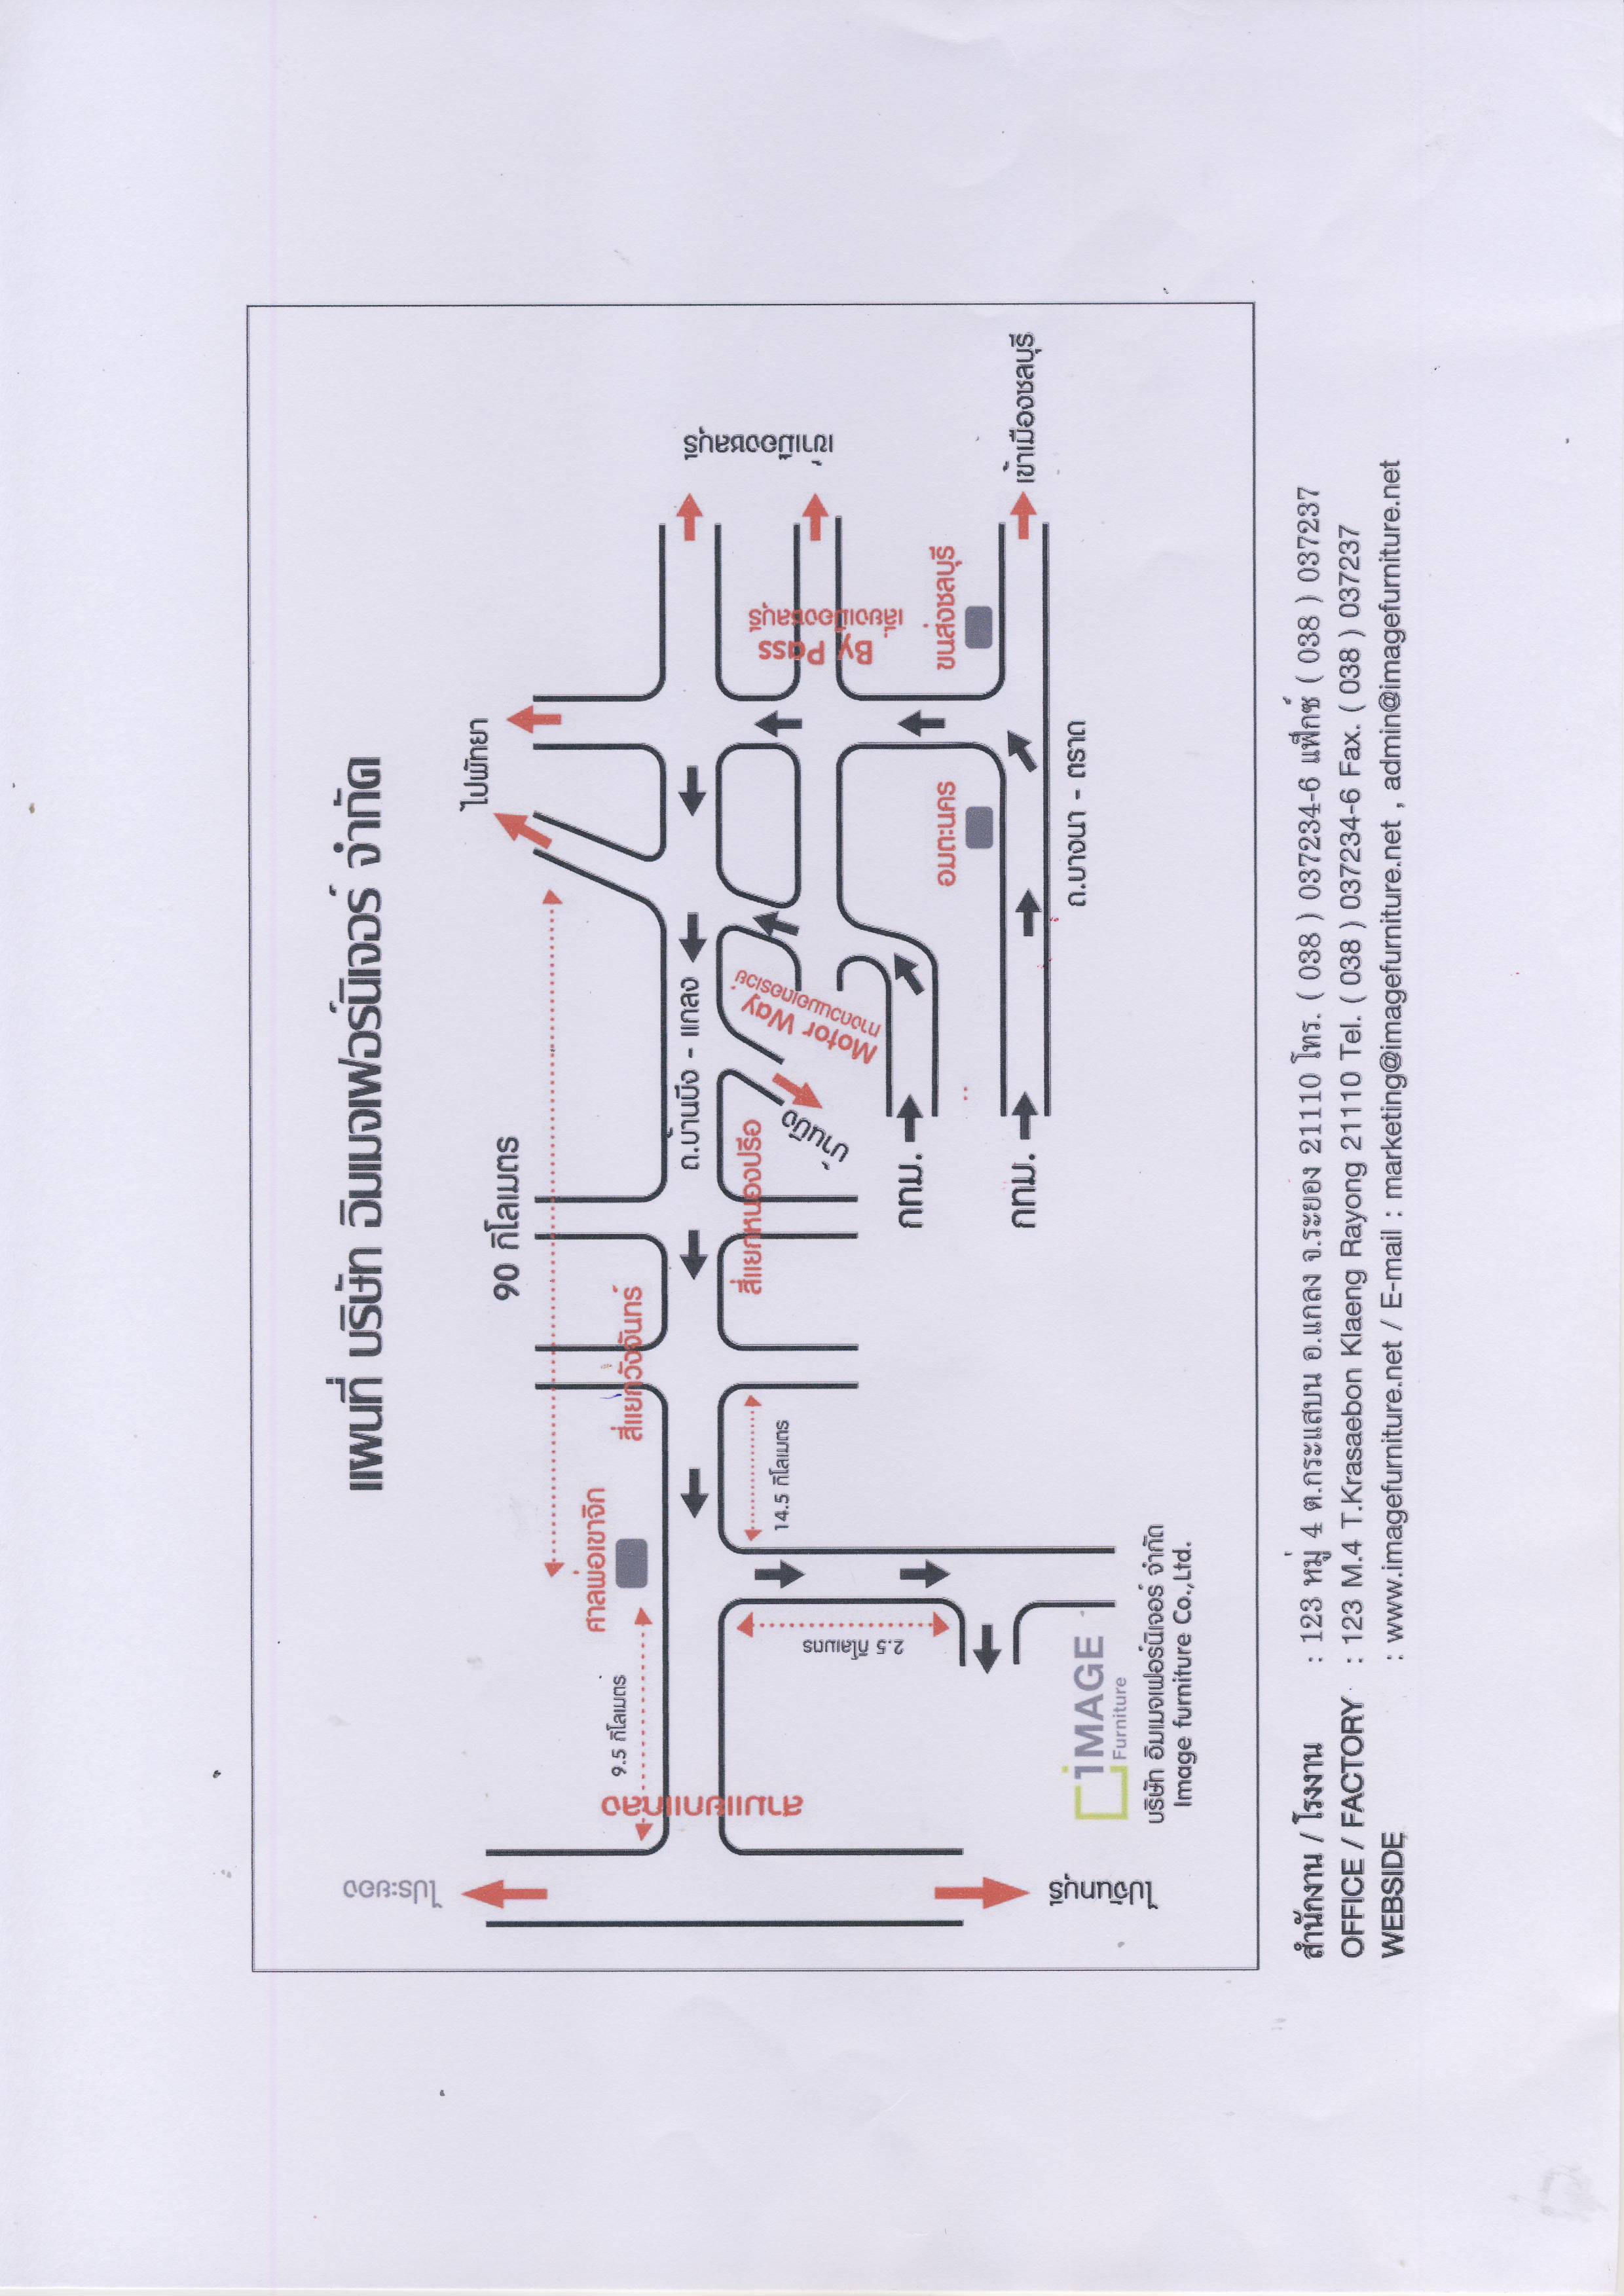 แผนที่ บริษัท อิมเมจเฟอร์นิเจอร์ จำกัด
ไประยอง
ไปพัทยา
90 กิโลเมตร
ศาลพ่อเขาจิก
9.5 กิโลเมตร
สี่แยกวังจันทร์
สามแยกแกลง
ถ.บ้านบึง - แกลง
เข้าเมืองชลบุรี
สี่แยกหนองปรือ
14.5 กิโลเมตร
2.5 กิโลเมตร
บ้านบึง
Motor Way
ทางด่วนมอเตอร์เวย์
By Pass
เลี่ยงเมืองชลบุรี
กทม.
อมตะนคร
ขนส่งชลบุรี
กทม.
เข้าเมืองชลบุรี
ถ.บางนา - ตราด
ไปจันทบุรี
iMAGE
Furniture
บริษัท อิมเมจเฟอร์นิเจอร์ จำกัด
Image furniture Co.,Ltd.
สำนักงาน / โรงงาน : 123 หมู่ 4 ต.กระแสบน อ.แกลง จ.ระยอง 21110 โทร. ( 038 ) 037234-6 แฟ็กซ์ ( 038 ) 037237
OFFICE / FACTORY : 123 M.4 T.Krasaebon Klaeng Rayong 21110 Tel. ( 038 ) 037234-6 Fax. ( 038 ) 037237
WEBSIDE : www.imagefurniture.net / E-mail : marketing@imagefurniture.net , admin@imagefurniture.net